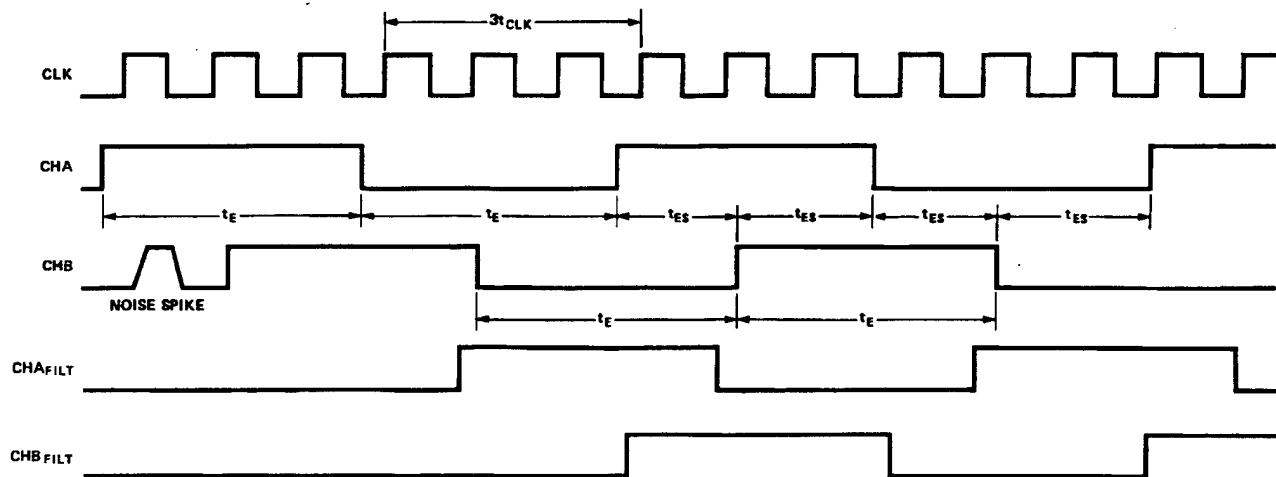 3tCLK
CLK
CHA
tE tE tES tES tES tES
CHB
NOISE SPIKE
tE tE
CHAFILT
CHBFILT